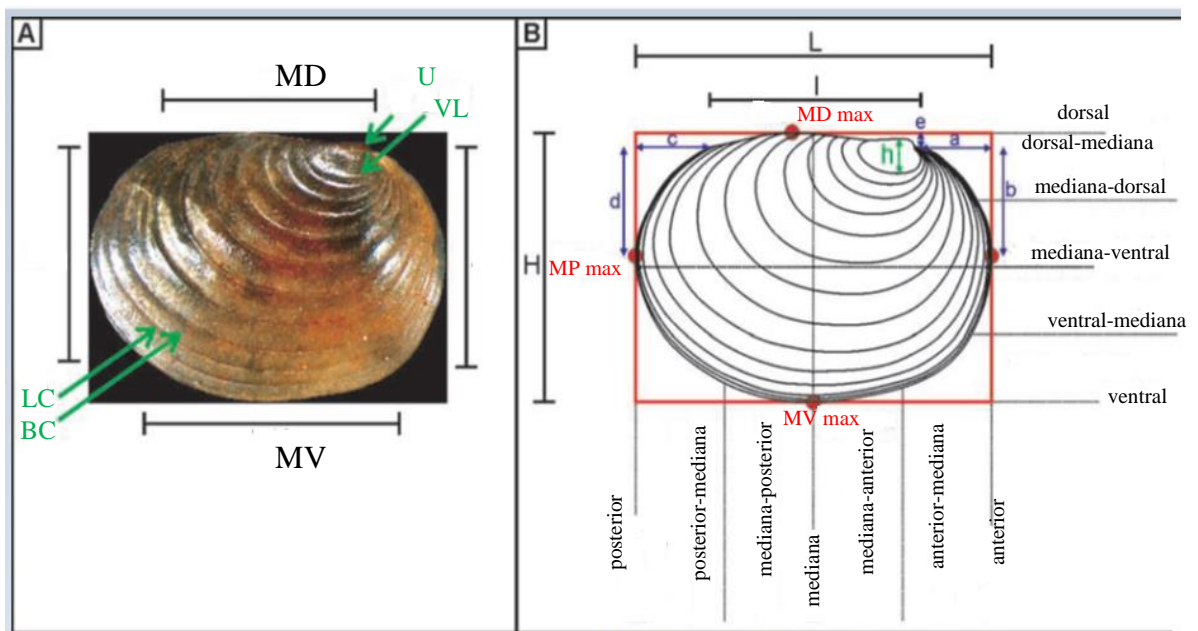 A
MD
U
VL
LC
BC
MV
B
L
l
MD max
e
c
a
h
d
b
H
MP max
MV max
dorsal
dorsal-mediana
mediana-dorsal
mediana-ventral
ventral-mediana
ventral
posterior
posterior-mediana
mediana-posterior
mediana
mediana-anterior
anterior-mediana
anterior